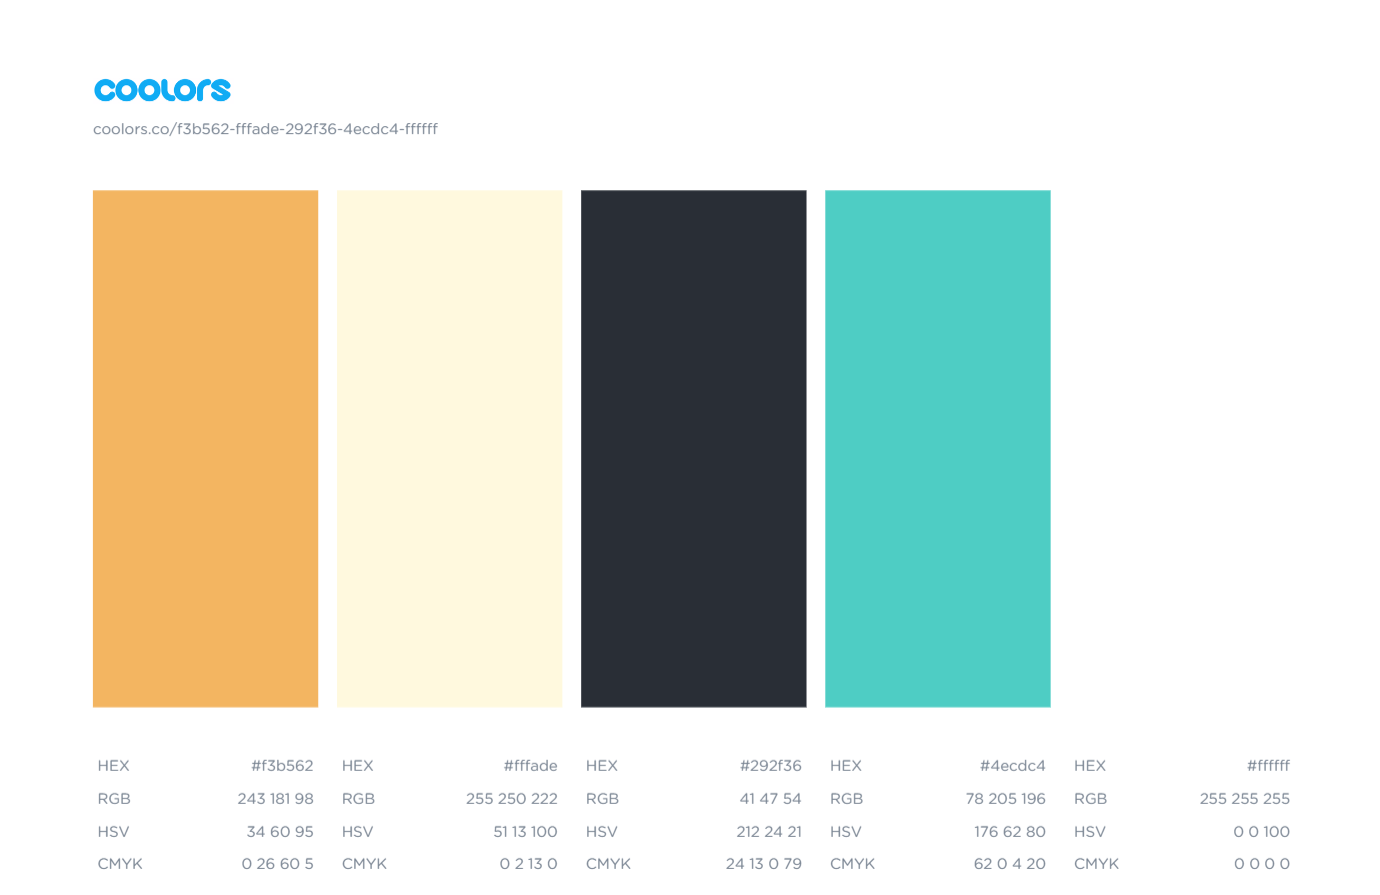 coolors
coolors.co/f3b562-fffade-292f36-4ecdc4-ffffff
HEX #f3b562 HEX #fffade HEX #292f36 HEX #4ecdc4 HEX #ffffff
RGB 243 181 98 RGB 255 250 222 RGB 41 47 54 RGB 78 205 196 RGB 255 255 255
HSV 34 60 95 HSV 51 13 100 HSV 212 24 21 HSV 176 62 80 HSV 0 0 100
CMYK 0 26 60 5 CMYK 0 2 13 0 CMYK 24 13 0 79 CMYK 62 0 4 20 CMYK 0 0 0 0